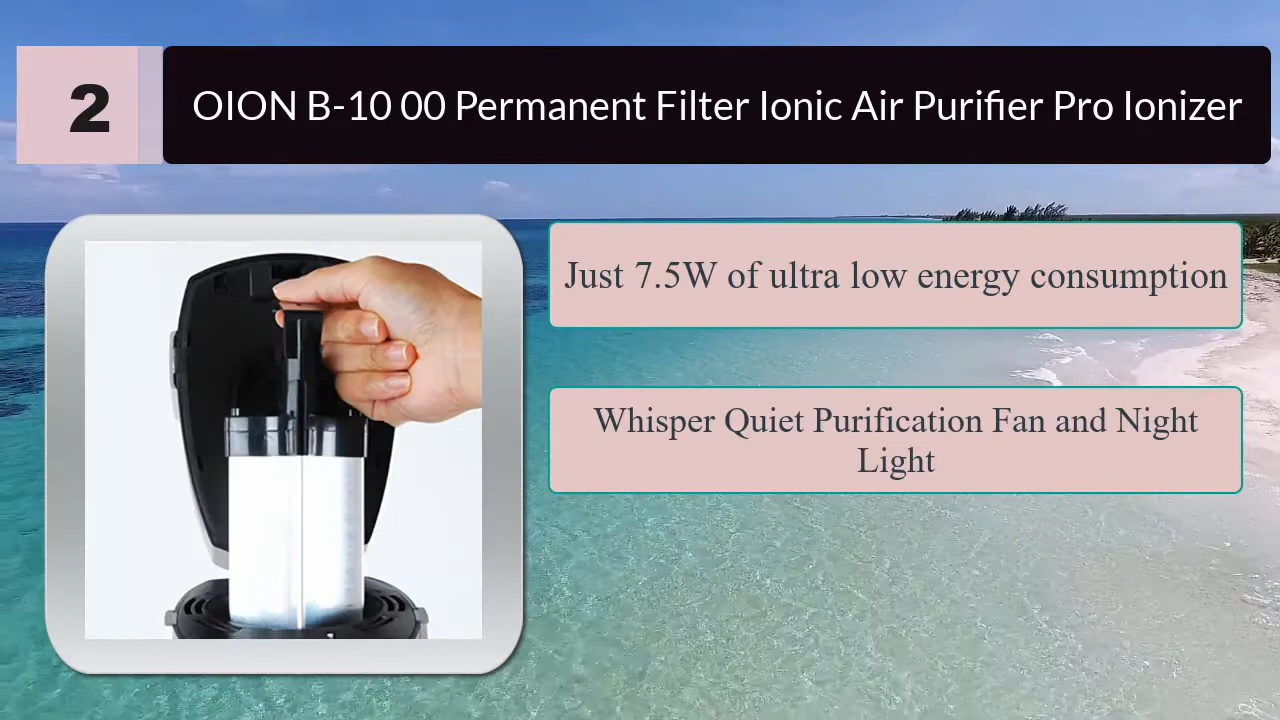 2
OION B-10 00 Permanent Filter Ionic Air Purifier Pro Ionizer
Just 7.5W of ultra low energy consumption
Whisper Quiet Purification Fan and Night
Light